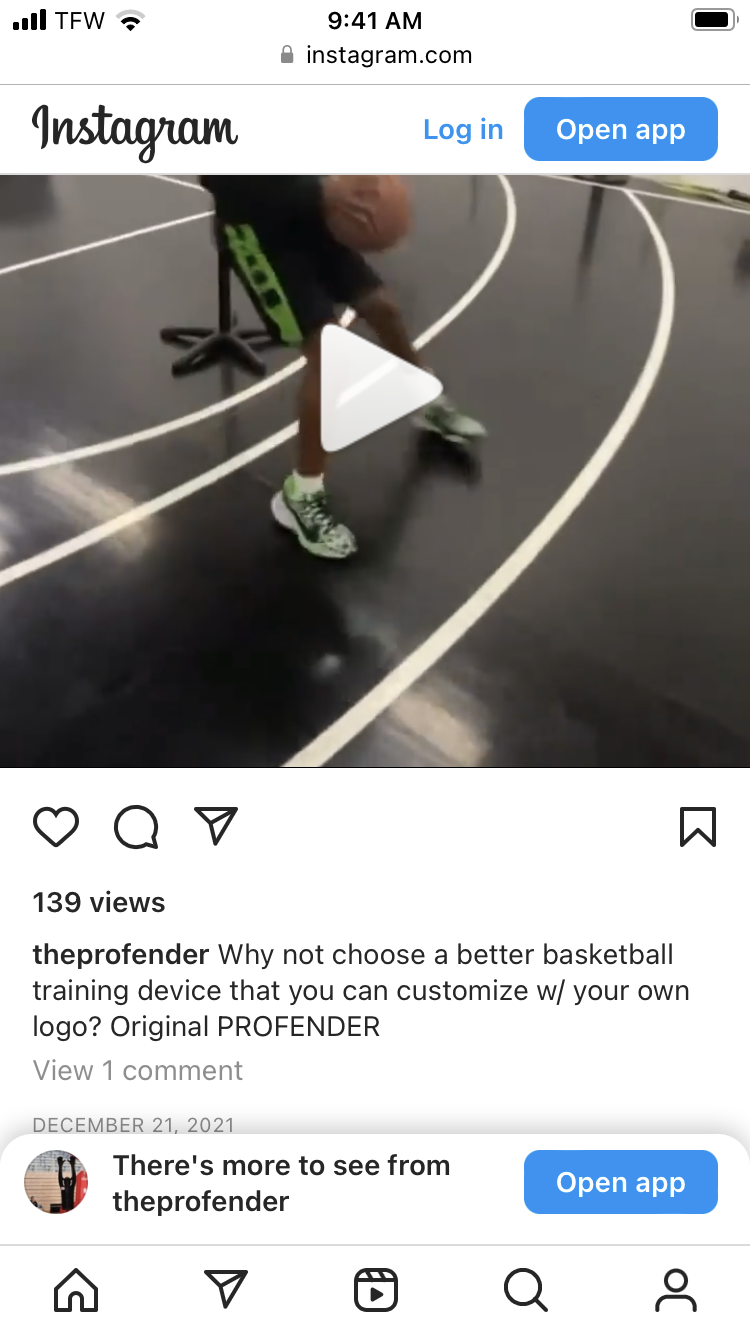 TFW 9:41 AM
instagram.com
Instagram Log in Open app
139 views
theprofender Why not choose a better basketball
training device that you can customize w/ your own
logo? Original PROFENDER
View 1 comment
DECEMBER 21, 2021
There's more to see from
theprofender
Open app